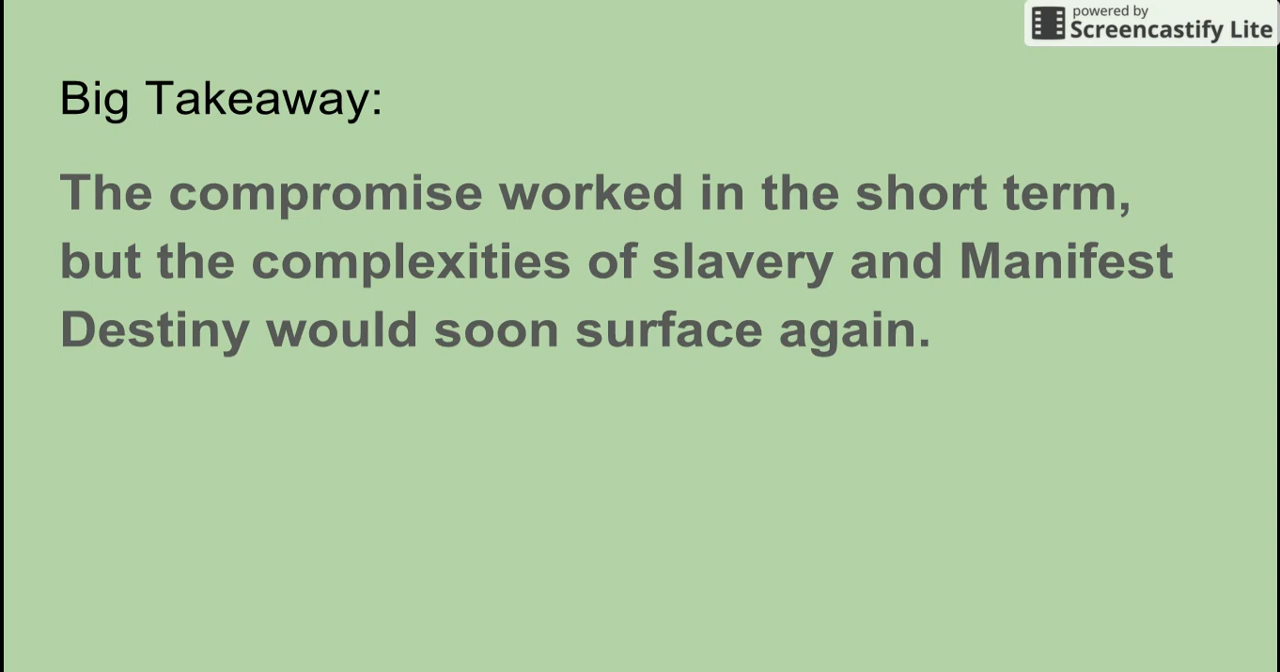 powered by
Screencastify Lite
Big Takeaway:
The compromise worked in the short term,
but the complexities of slavery and Manifest
Destiny would soon surface again.